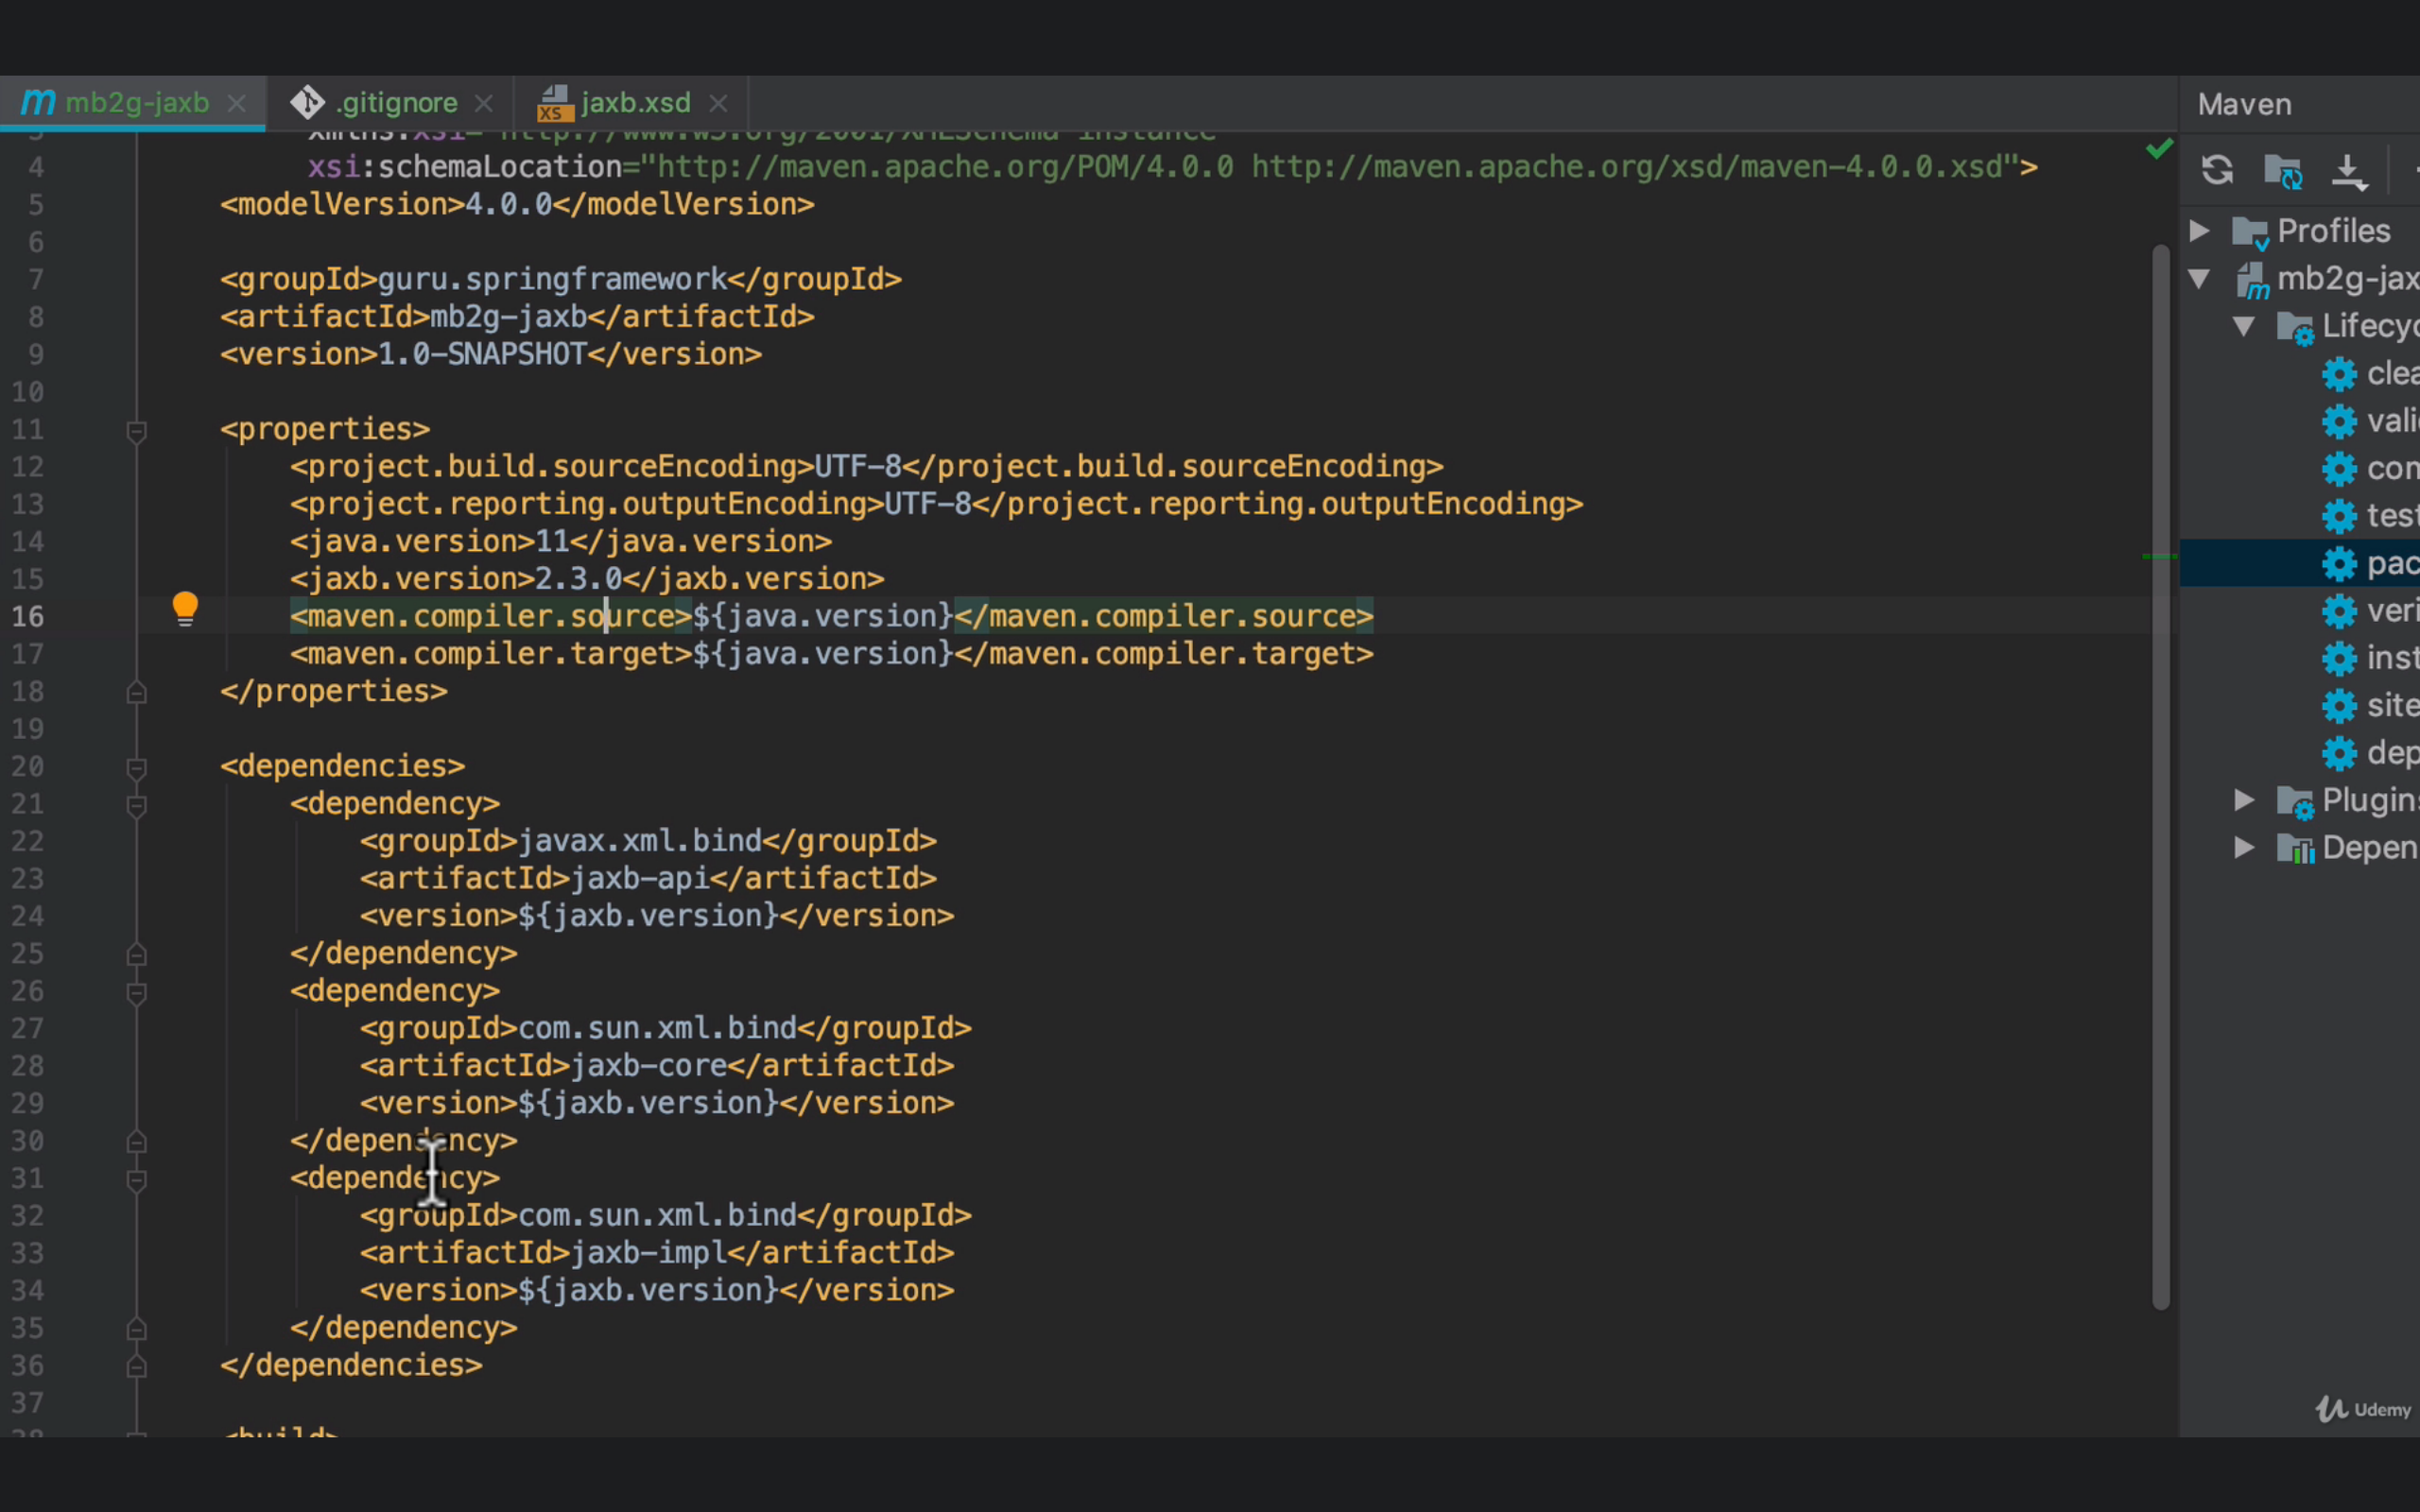 mb2g-jaxb
.gitignore
jaxb.xsd
Maven
3
4 xsi:schemaLocation="http://maven.apache.org/POM/4.0.0 http://maven.apache.org/xsd/maven-4.0.0.xsd">
5 <modelVersion>4.0.0</modelVersion>
6
7 <groupId>guru.springframework</groupId>
8 <artifactId>mb2g-jaxb</artifactId>
9 <version>1.0-SNAPSHOT</version>
10
11 <properties>
12 <project.build.sourceEncoding>UTF-8</project.build.sourceEncoding>
13 <project.reporting.outputEncoding>UTF-8</project.reporting.outputEncoding>
14 <java.version>11</java.version>
15 <jaxb.version>2.3.0</jaxb.version>
16 <maven.compiler.source>${java.version}</maven.compiler.source>
17 <maven.compiler.target>${java.version}</maven.compiler.target>
18 </properties>
19
20 <dependencies>
21 <dependency>
22 <groupId>javax.xml.bind</groupId>
23 <artifactId>jaxb-api</artifactId>
24 <version>${jaxb.version}</version>
25 </dependency>
26 <dependency>
27 <groupId>com.sun.xml.bind</groupId>
28 <artifactId>jaxb-core</artifactId>
29 <version>${jaxb.version}</version>
30 </dependency>
31 <dependency>
32 <groupId>com.sun.xml.bind</groupId>
33 <artifactId>jaxb-impl</artifactId>
34 <version>${jaxb.version}</version>
35 </dependency>
36 </dependencies>
37
38 <build>
Profiles
mb2g-jax
Lifecyc
clea
vali
com
test
pac
veri
inst
site
dep
Plugins
Depen
Udemy